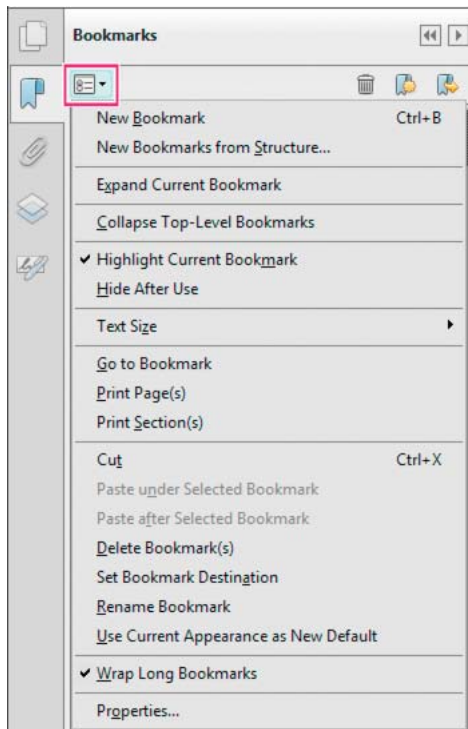 Bookmarks
New Bookmark Ctrl+B
New Bookmarks from Structure...
Expand Current Bookmark
Collapse Top-Level Bookmarks
Highlight Current Bookmark
Hide After Use
Text Size
Go to Bookmark
Print Page(s)
Print Section(s)
Cut Ctrl+X
Paste under Selected Bookmark
Paste after Selected Bookmark
Delete Bookmark(s)
Set Bookmark Destination
Rename Bookmark
Use Current Appearance as New Default
Wrap Long Bookmarks
Properties...